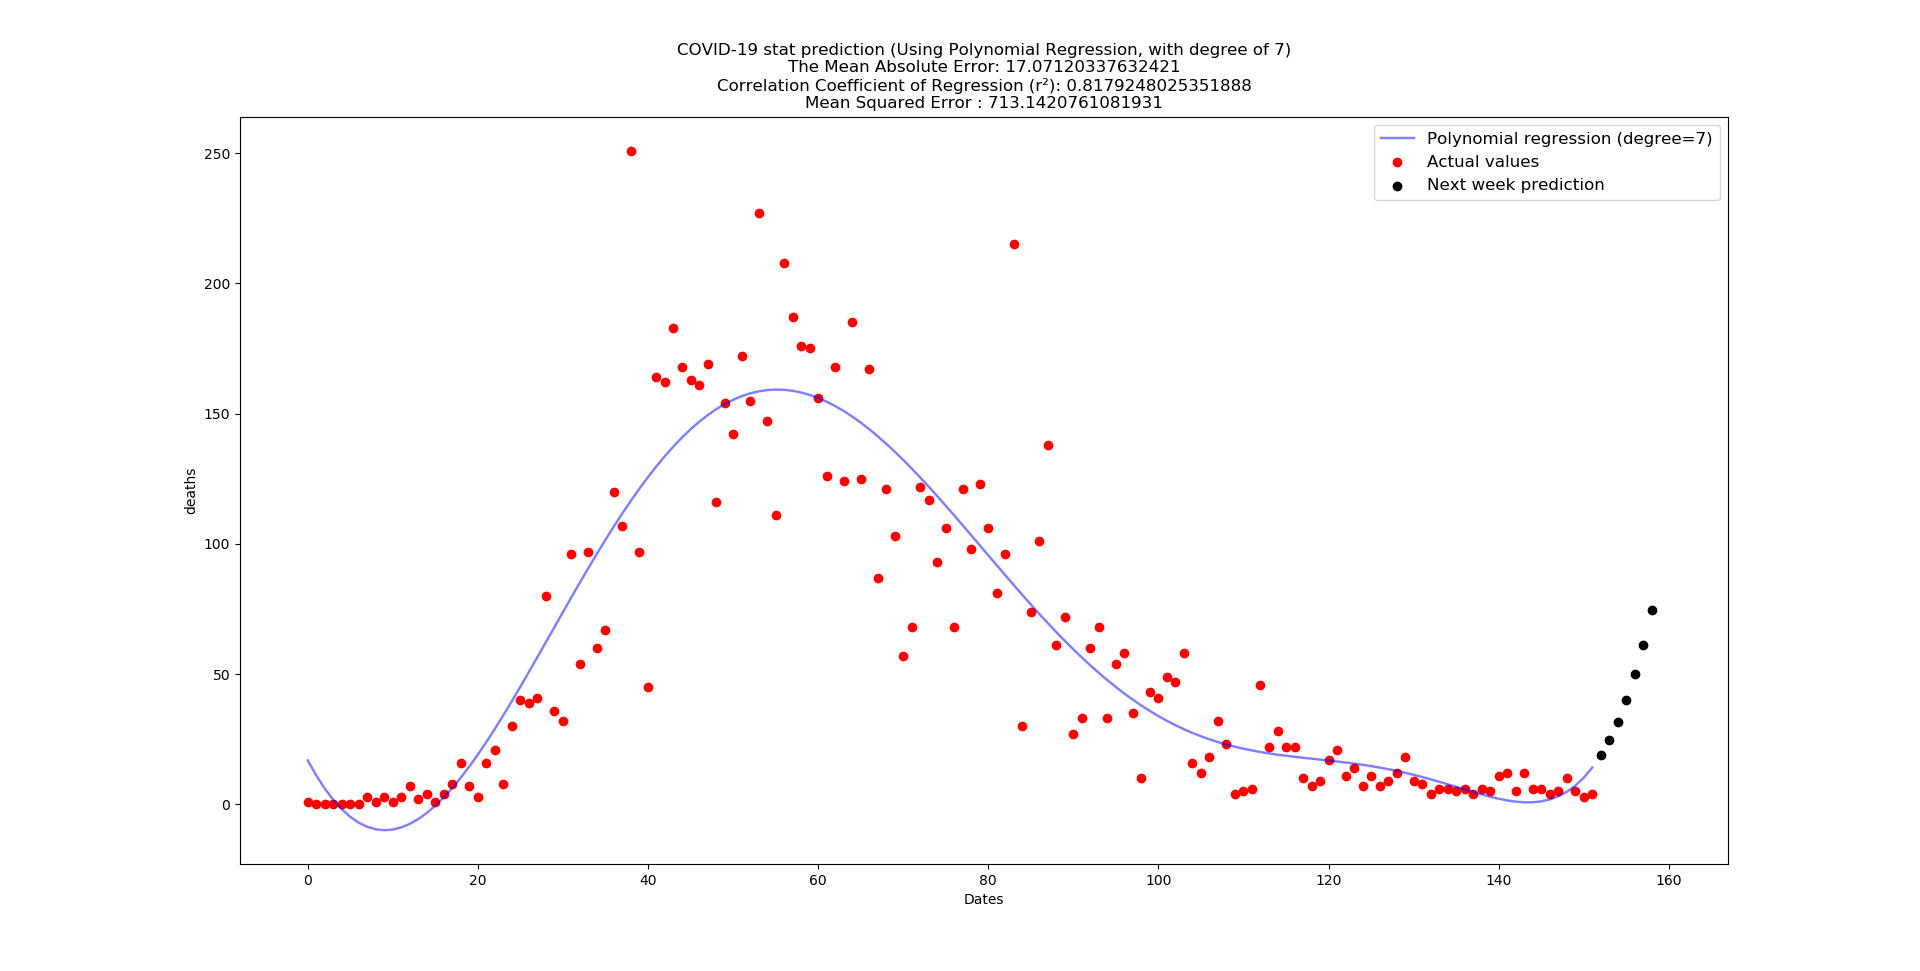 COVID-19 stat prediction (Using Polynomial Regression, with degree of 7)
The Mean Absolute Error: 17.07120337632421
Correlation Coefficient of Regression (r²): 0.8179248025351888
Mean Squared Error : 713.1420761081931
Polynomial regression (degree=7)
Actual values
Next week prediction
250
200
150
100
50
0
deaths
0 20 40 60 80 100 120 140 160
Dates